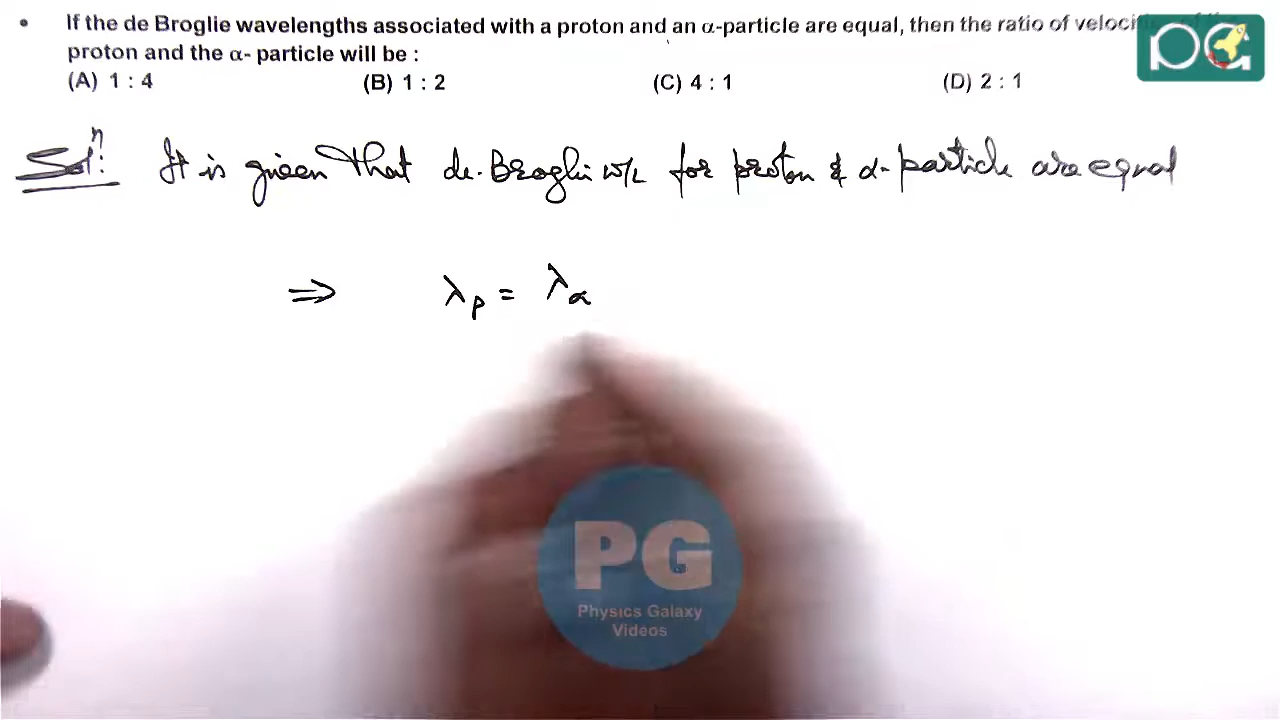 • If the de Broglie wavelengths associated with a proton and an α-particle are equal, then the ratio of
proton and the α- particle will be :
(A) 1 : 4 (B) 1 : 2 (C) 4 : 1 (D) 2 : 1
PG
Solⁿ: It is given that de-Broglie w/L for proton & α-particle are equal
⇒ λp = λα
PG
Physics Galaxy
Videos